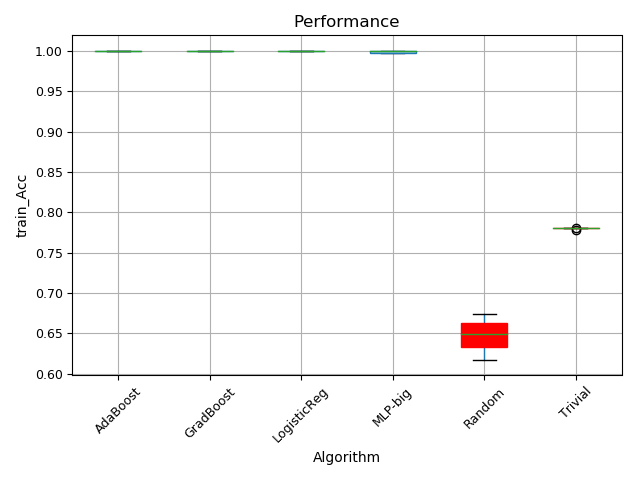 Performance
1.00
0.95
0.90
0.85
0.80
0.75
0.70
0.65
0.60
train_Acc
AdaBoost
GradBoost
LogisticReg
MLP-big
Random
Trivial
Algorithm